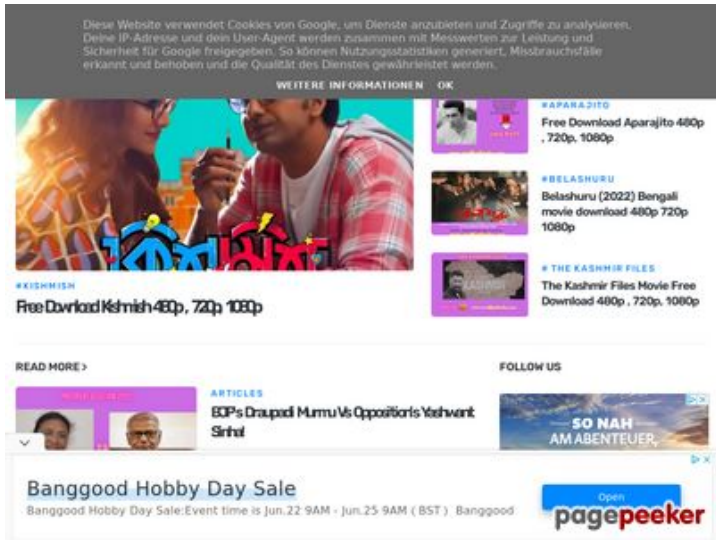 Diese Website verwendet Cookies von Google, um Dienste anzubieten und Zugriffe zu analysieren.
Deine IP-Adresse und dein User-Agent werden zusammen mit Messwerten zur Leistung und
Sicherheit für Google freigegeben. So können Nutzungsstatistiken generiert, Missbrauchsfälle
erkannt und behoben und die Qualität des Dienstes gewährleistet werden.
WEITERE INFORMATIONEN OK
কিশমিশ
#KISHMISH
Free Download Kishmish 480p , 720p, 1080p
#APARAJITO
Free Download Aparajito 480p
, 720p, 1080p
#BELASHURU
Belashuru (2022) Bengali
movie download 480p 720p
1080p
# THE KASHMIR FILES
The Kashmir Files Movie Free
Download 480p , 720p, 1080p
READ MORE
ARTICLES
Draupadi Murmu Vs Opposition's Yashwant
Sinha!
FOLLOW US
SO NAH
AM ABENTEUER,
Banggood Hobby Day Sale
Banggood Hobby Day Sale:Event time is Jun.22 9AM - Jun.25 9AM ( BST ) Banggood
Open
pagepeeker